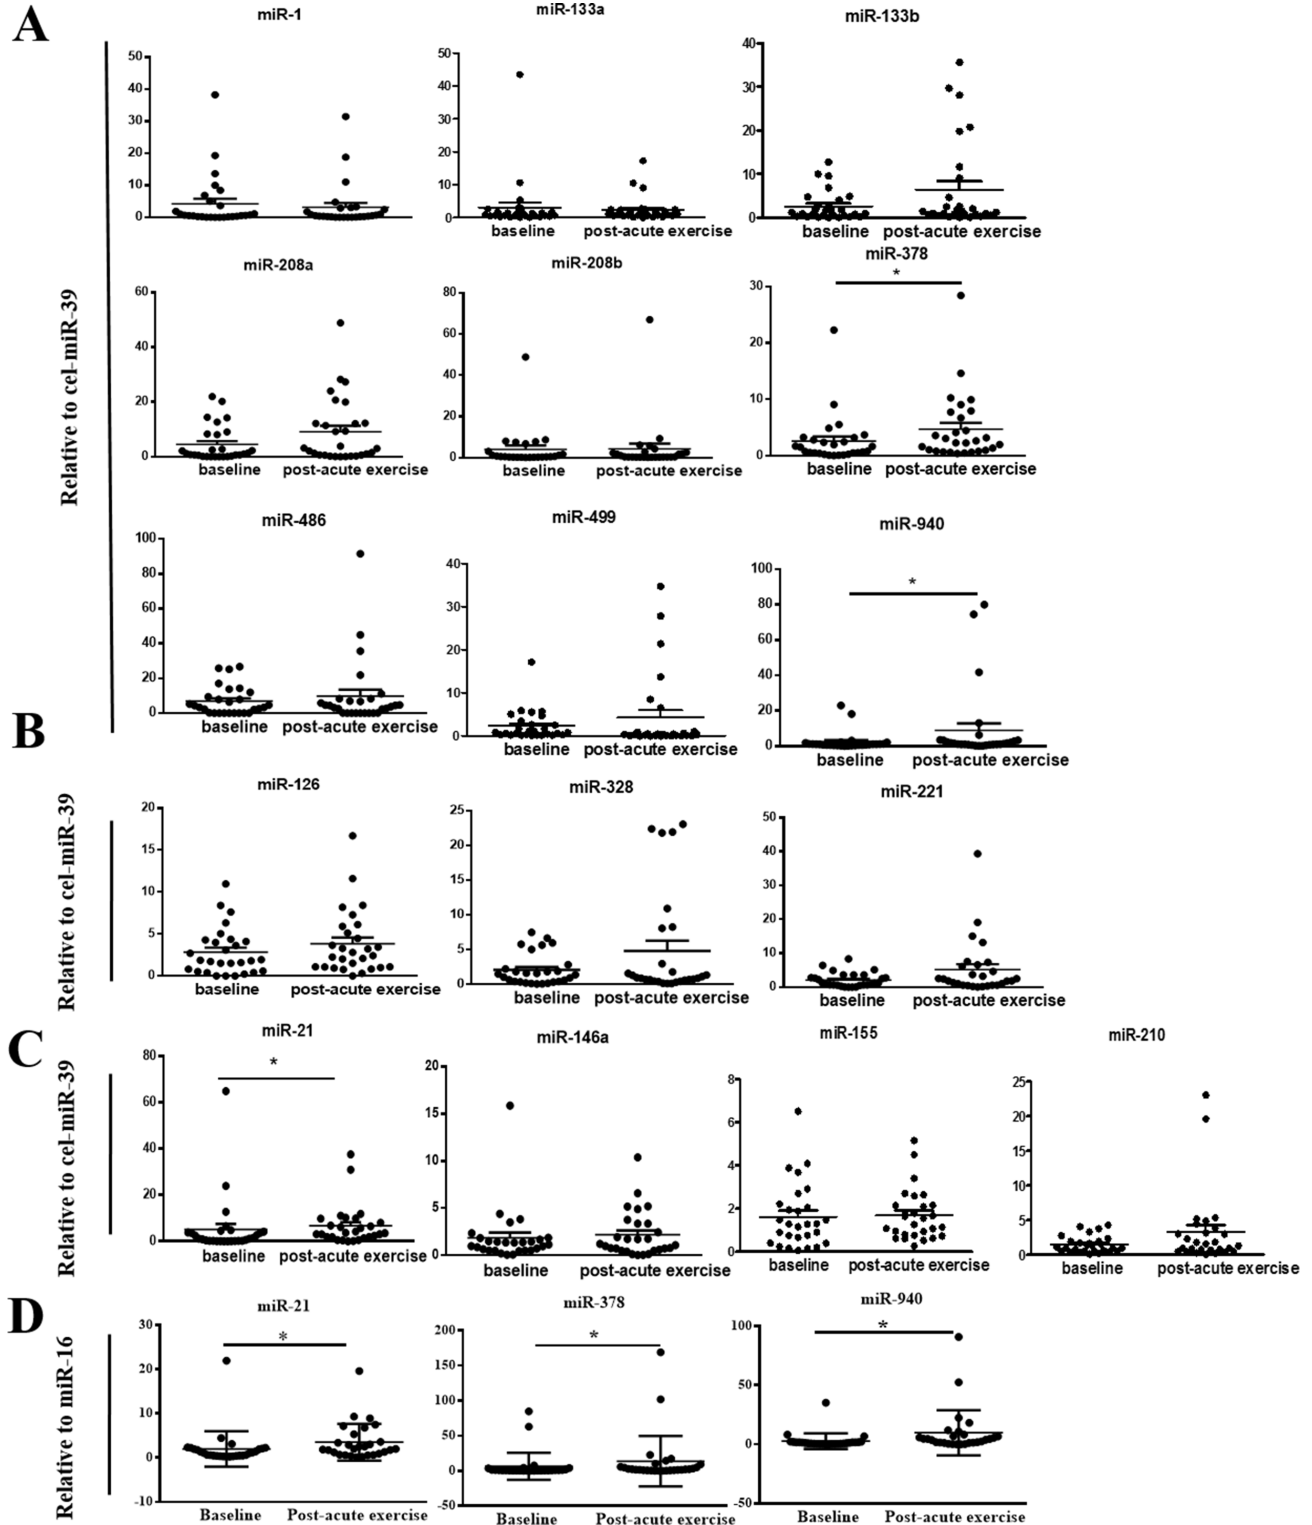 A
miR-1
miR-133a
miR-133b
50
40
30
20
10
0
50
40
30
20
10
0
baseline
post-acute exercise
40
30
20
10
0
baseline
post-acute exercise
Relative to cel-miR-39
miR-208a
60
40
20
0
baseline
post-acute exercise
miR-208b
80
60
40
20
0
baseline
post-acute exercise
miR-378
*
30
20
10
0
baseline
post-acute exercise
miR-486
100
80
60
40
20
0
baseline
post-acute exercise
miR-499
40
30
20
10
0
baseline
post-acute exercise
miR-940
*
100
80
60
40
20
0
baseline
post-acute exercise
B
Relative to cel-miR-39
miR-126
20
15
10
5
0
baseline
post-acute exercise
miR-328
25
20
15
10
5
0
baseline
post-acute exercise
miR-221
50
40
30
20
10
0
baseline
post-acute exercise
C
Relative to cel-miR-39
miR-21
*
80
60
40
20
0
baseline
post-acute exercise
miR-146a
20
15
10
5
0
baseline
post-acute exercise
miR-155
8
6
4
2
0
baseline
post-acute exercise
miR-210
25
20
15
10
5
0
baseline
post-acute exercise
D
Relative to miR-16
miR-21
*
30
20
10
0
-10
Baseline
Post-acute exercise
miR-378
*
200
150
100
50
0
-50
Baseline
Post-acute exercise
miR-940
*
100
50
0
-50
Baseline
Post-acute exercise